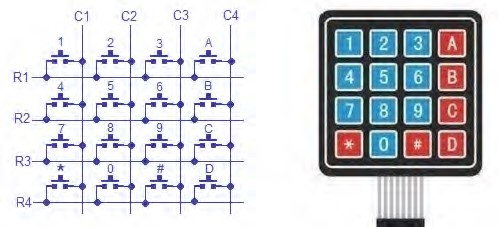 C1 C2 C3 C4
1 2 3 A
R1
4 5 6 B
R2
7 8 9 C
R3
* 0 # D
R4
1 2 3 A
4 5 6 B
7 8 9 C
* 0 # D